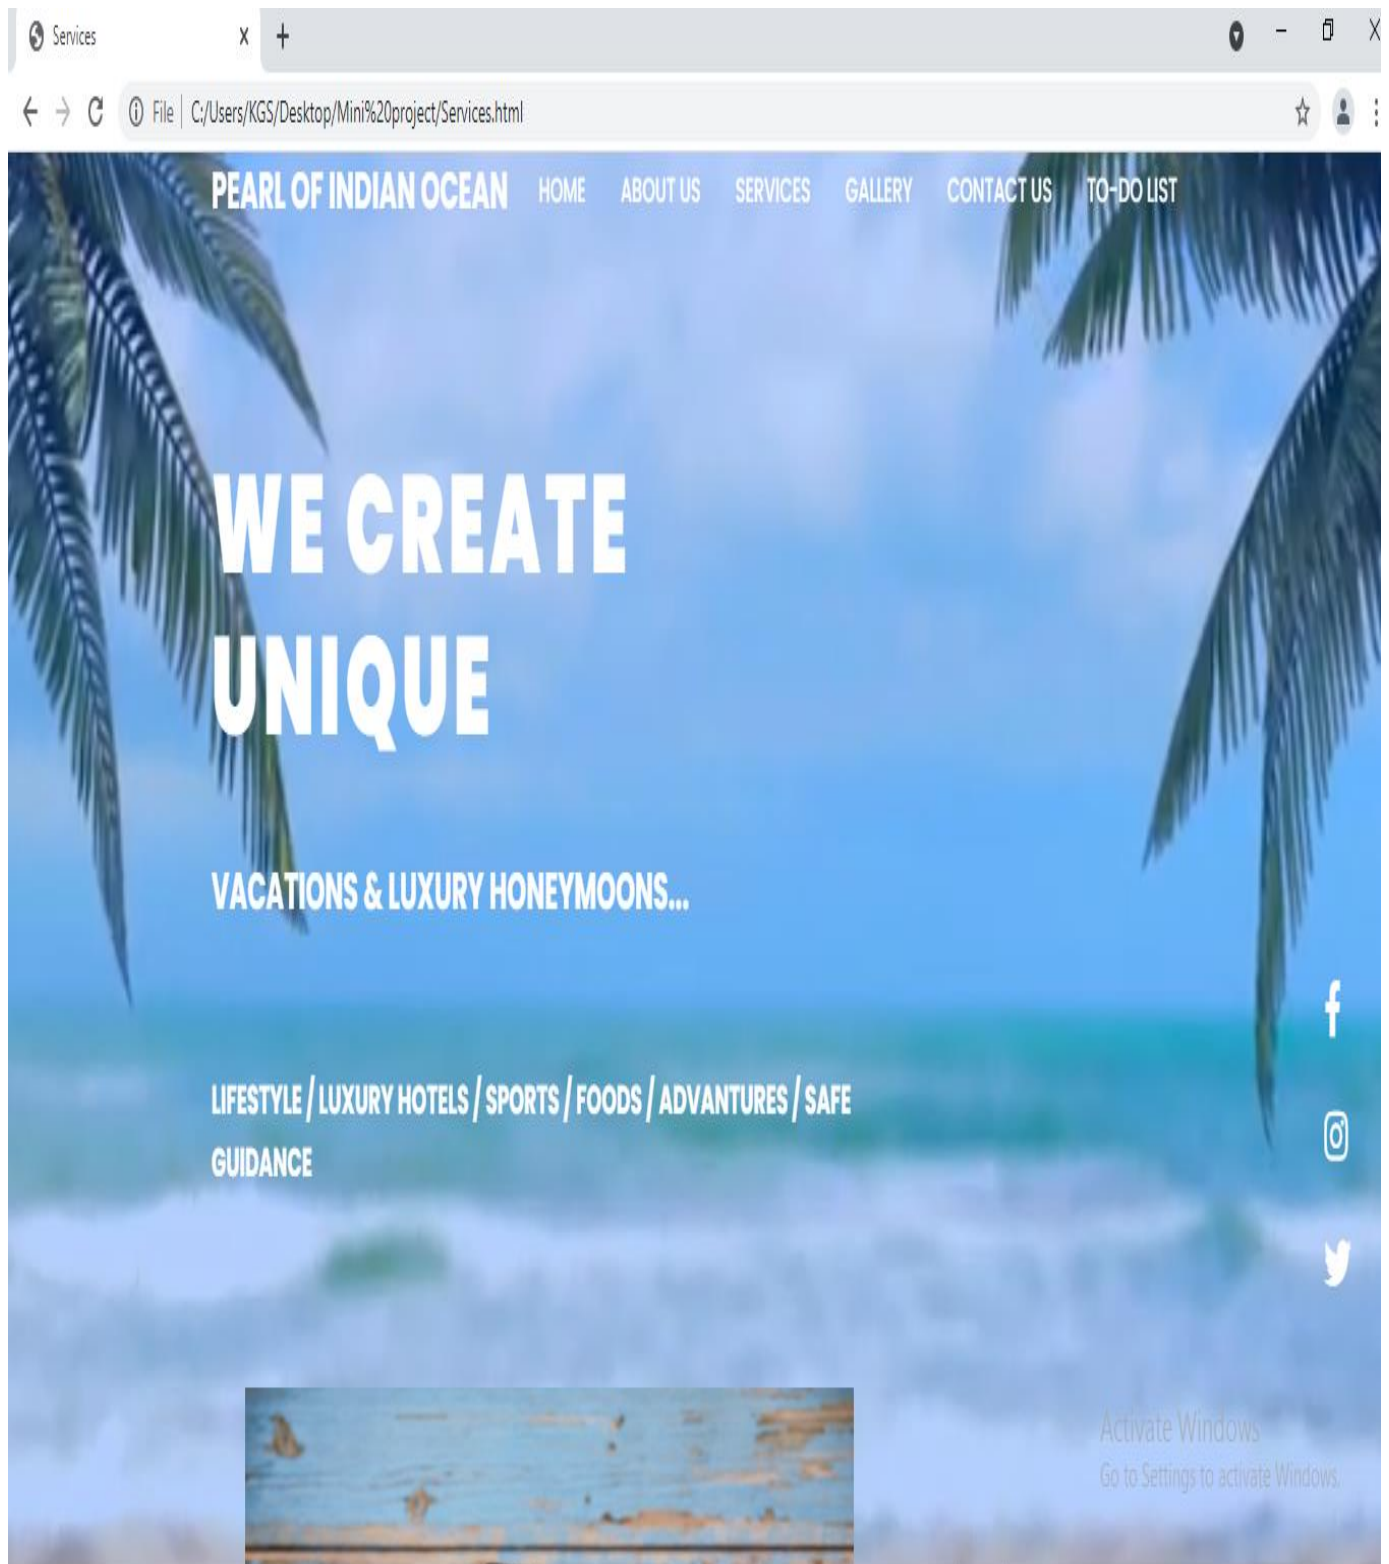 Services
File | C:/Users/KGS/Desktop/Mini%20project/Services.html
PEARL OF INDIAN OCEAN HOME ABOUT US SERVICES GALLERY CONTACT US TO-DO LIST
WE CREATE
UNIQUE
VACATIONS & LUXURY HONEYMOONS...
LIFESTYLE / LUXURY HOTELS / SPORTS / FOODS / ADVANTURES / SAFE
GUIDANCE
Activate Windows
Go to Settings to activate Windows.